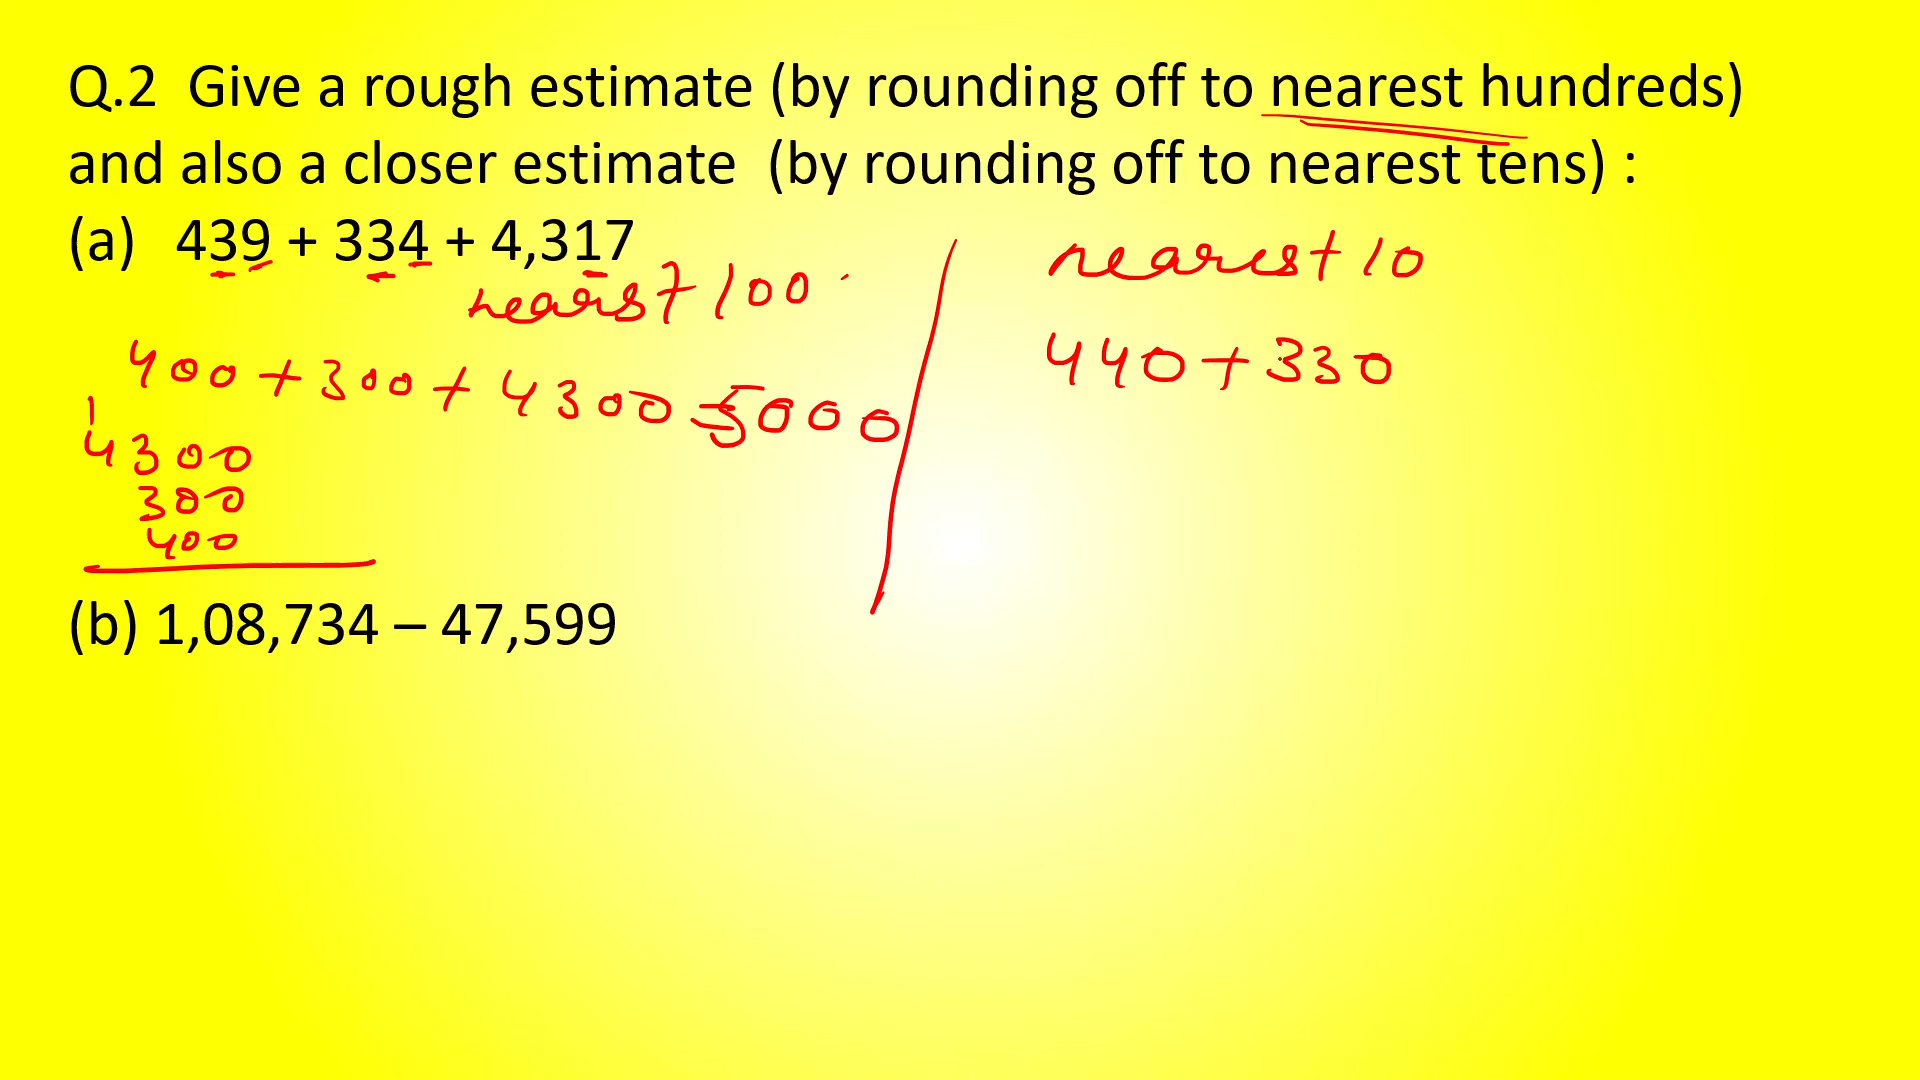 Q.2 Give a rough estimate (by rounding off to nearest hundreds)
and also a closer estimate (by rounding off to nearest tens) :
(a) 439 + 334 + 4,317
nearst 100
nearest 10
400 + 300 + 4300 = 5000
440 + 330
1
4300
300
400
(b) 1,08,734 – 47,599